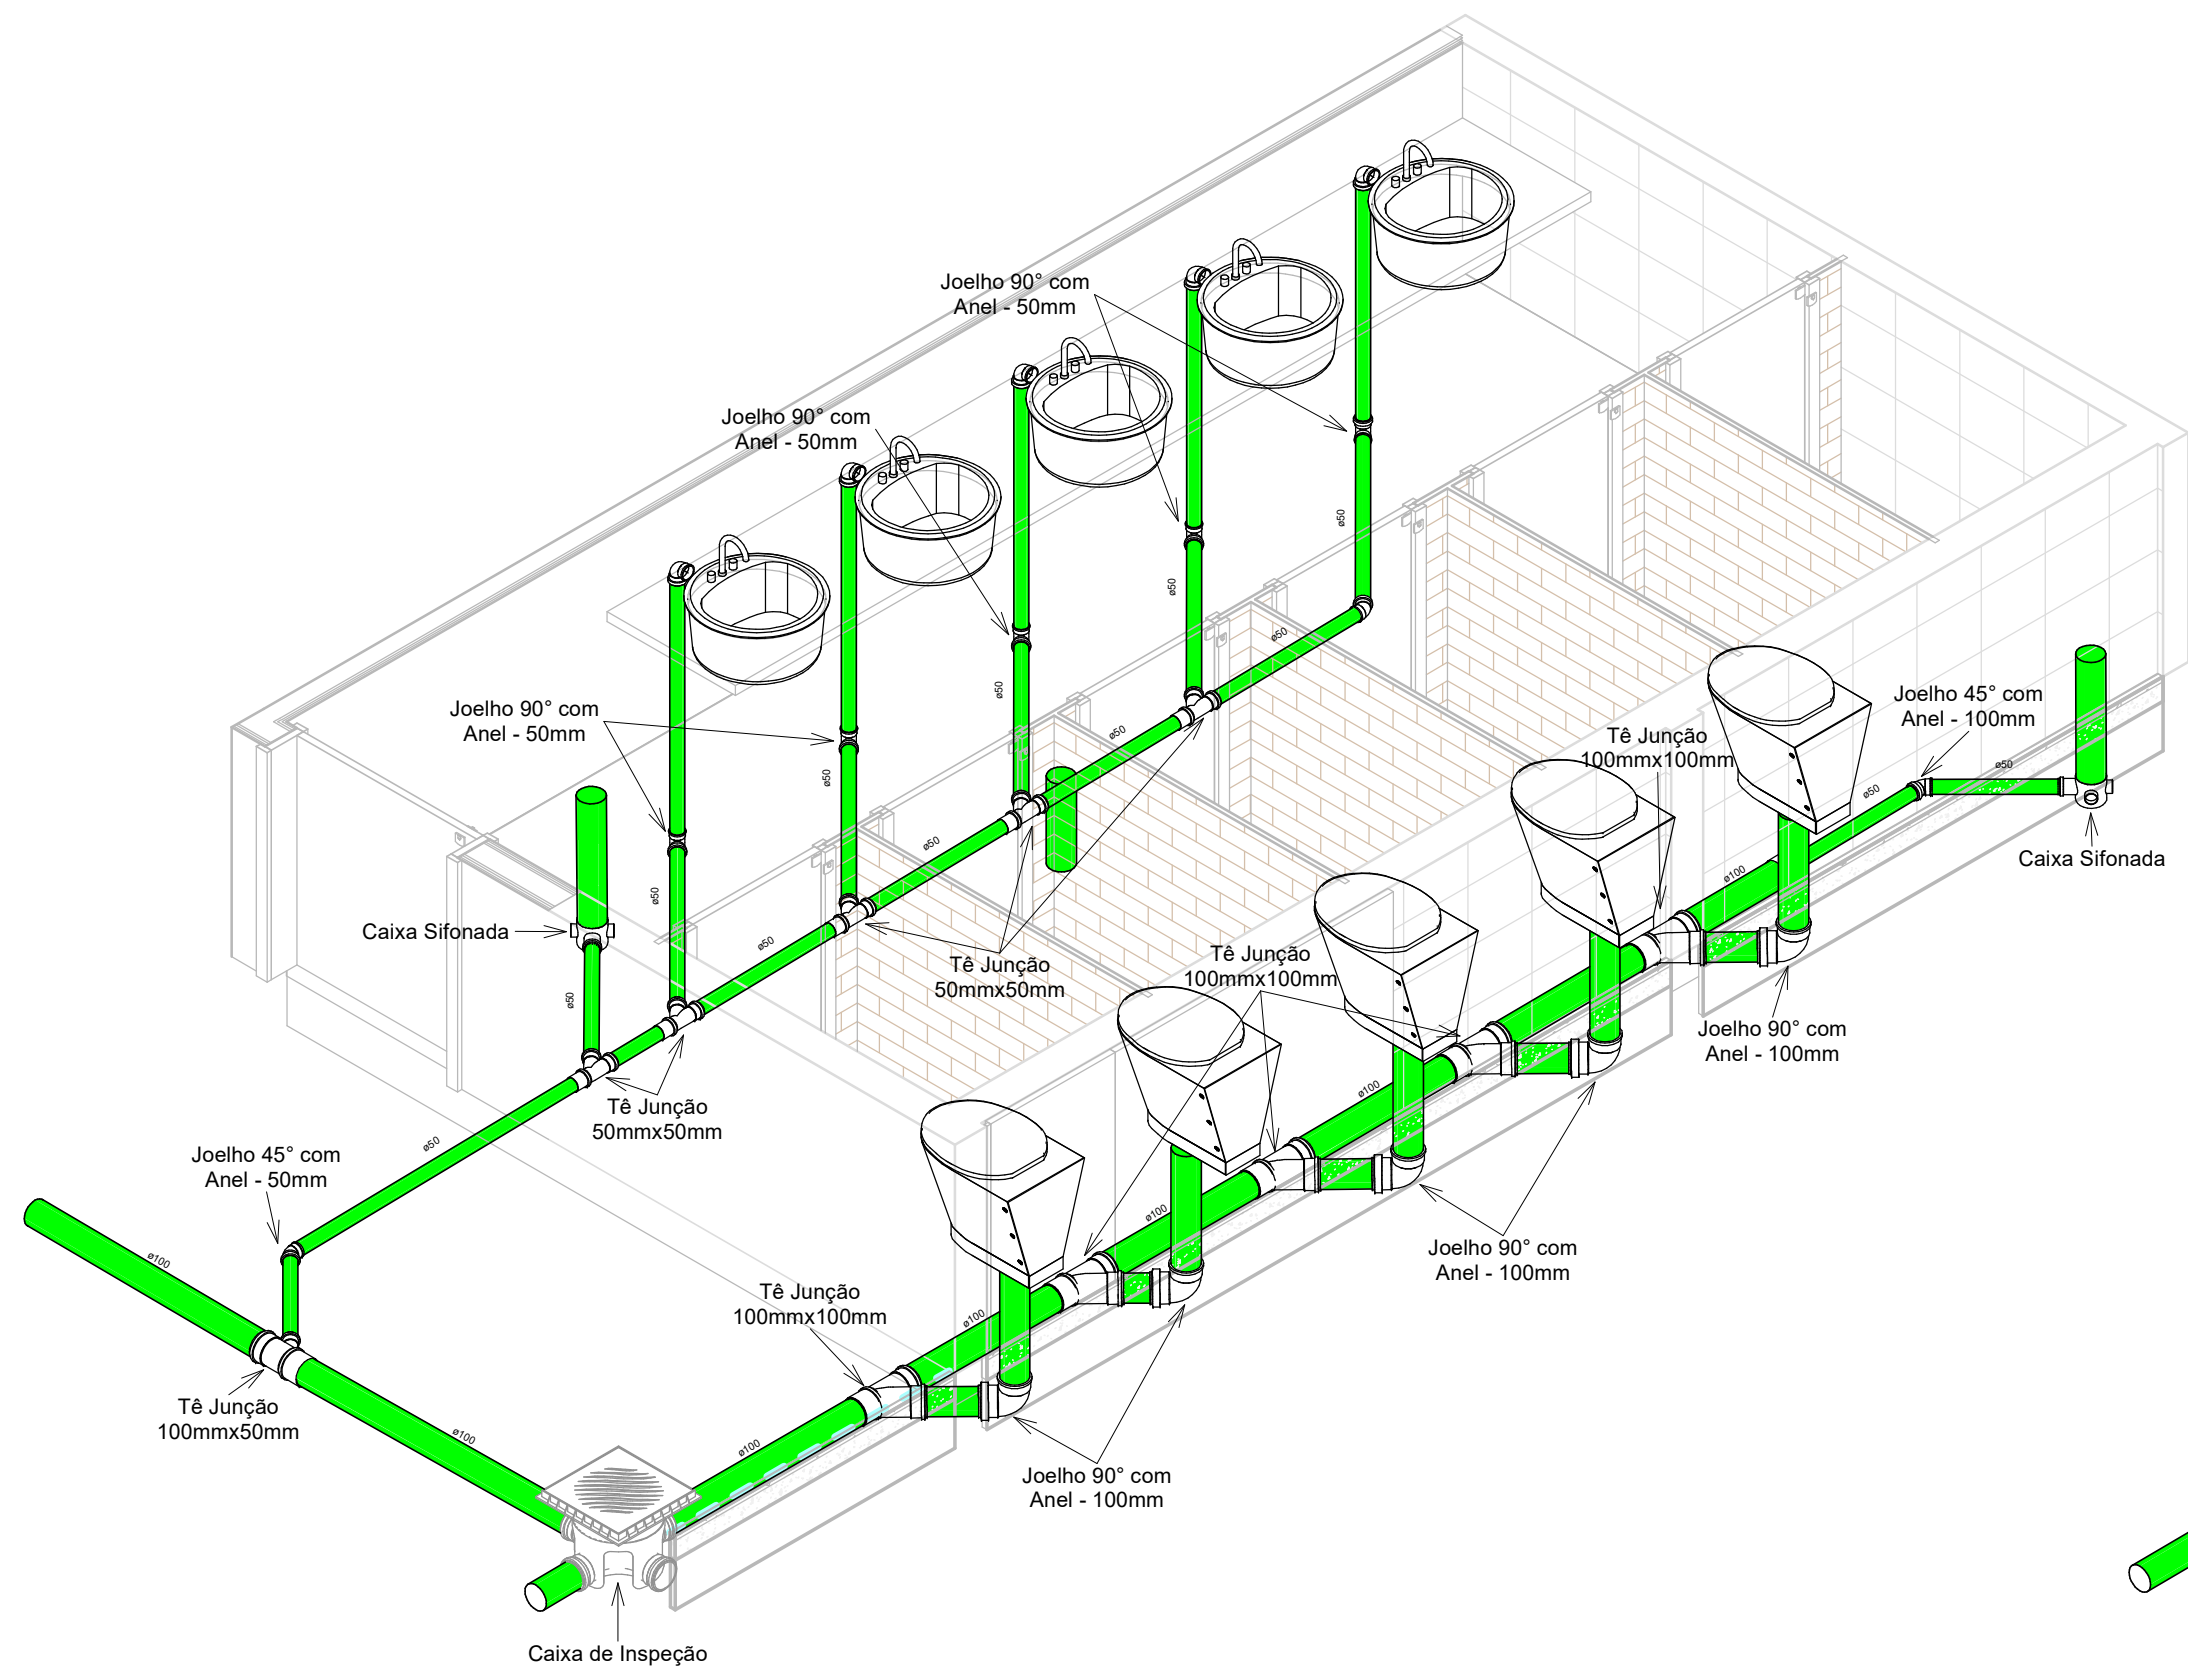 Joelho 90° com
Anel - 50mm
Joelho 90° com
Anel - 50mm
ø50
ø50
ø50
ø50
Joelho 90° com
Anel - 50mm
Joelho 45° com
Anel - 100mm
Tê Junção
100mmx100mm
ø50
ø50
ø50
ø50
ø50
ø100
Caixa Sifonada
ø50
ø50
Caixa Sifonada
ø50
Tê Junção
50mmx50mm
Tê Junção
100mmx100mm
ø50
Joelho 90° com
Anel - 100mm
Tê Junção
50mmx50mm
ø100
Joelho 45° com
Anel - 50mm
ø50
ø100
Joelho 90° com
Anel - 100mm
ø100
Tê Junção
100mmx100mm
ø100
Tê Junção
100mmx50mm
ø100
ø100
Joelho 90° com
Anel - 100mm
Caixa de Inspeção